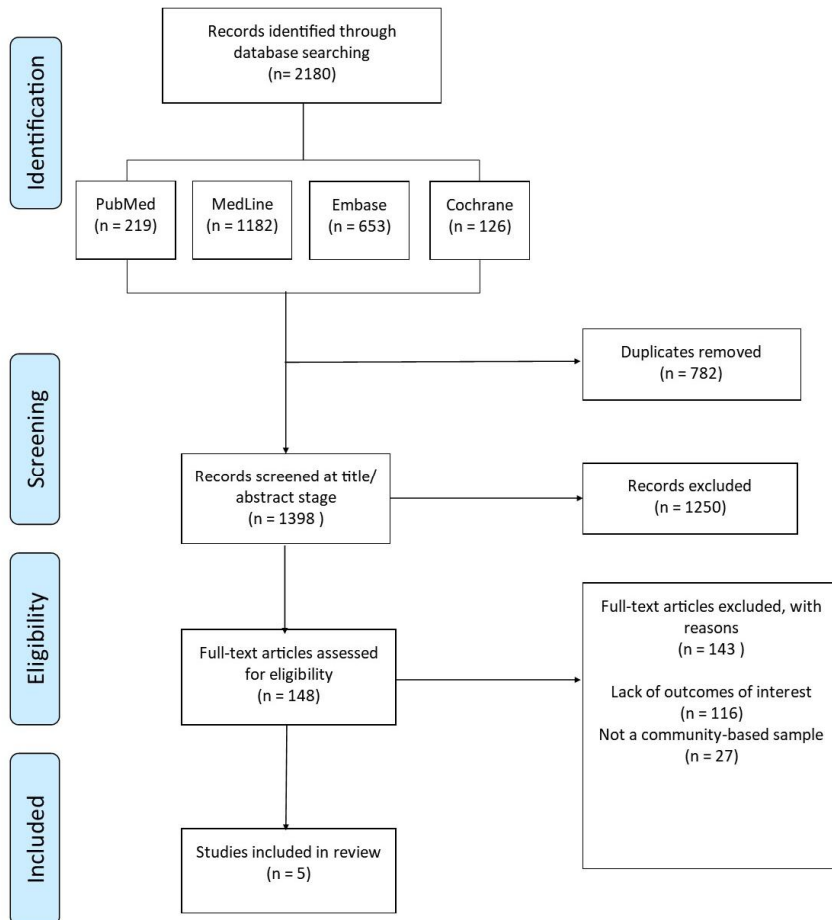 Identification
Records identified through
database searching
(n= 2180)
PubMed
(n = 219)
MedLine
(n = 1182)
Embase
(n = 653)
Cochrane
(n = 126)
Duplicates removed
(n = 782)
Screening
Records screened at title/
abstract stage
(n = 1398 )
Records excluded
(n = 1250)
Eligibility
Full-text articles assessed
for eligibility
(n = 148)
Full-text articles excluded, with
reasons
(n = 143 )
Lack of outcomes of interest
(n = 116)
Not a community-based sample
(n = 27)
Included
Studies included in review
(n = 5)